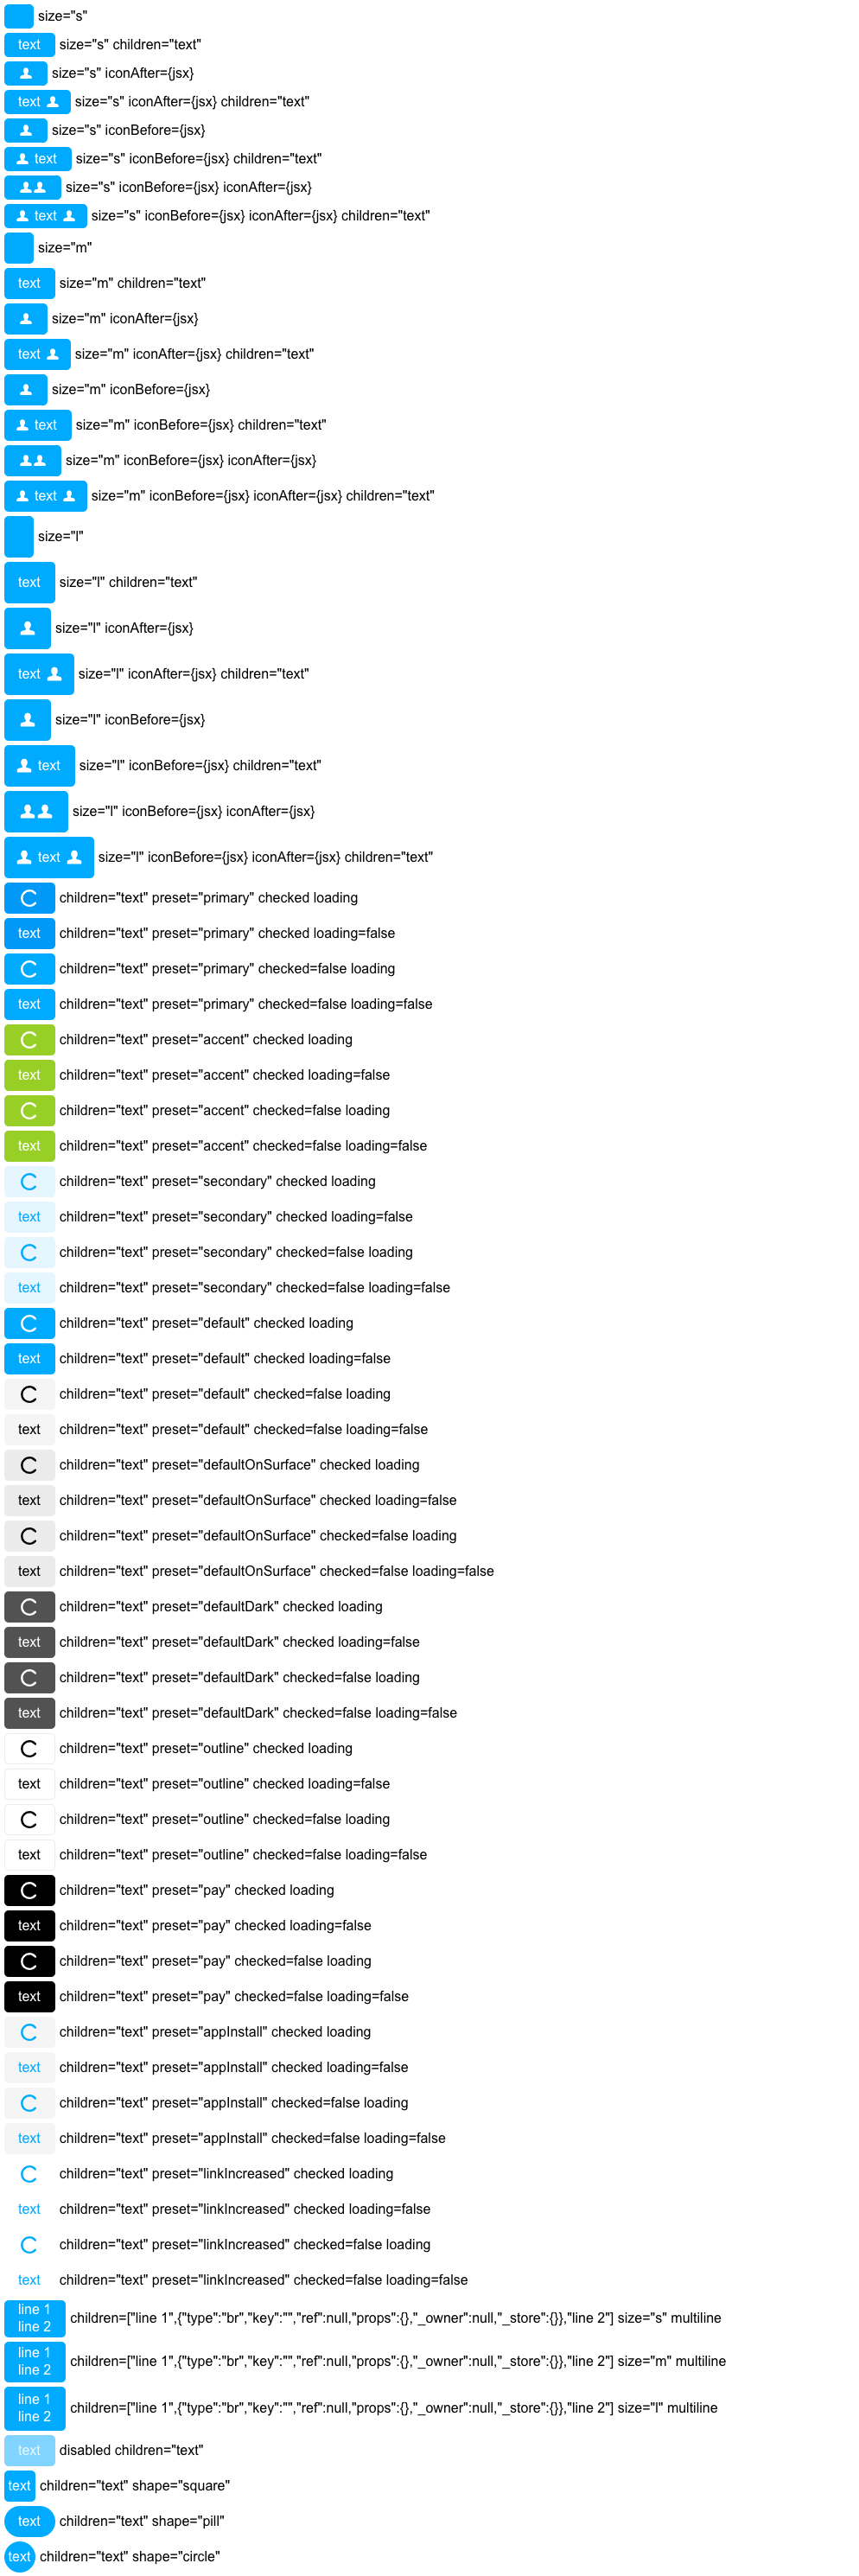 size="s"
text size="s" children="text"
size="s" iconAfter={jsx}
text size="s" iconAfter={jsx} children="text"
size="s" iconBefore={jsx}
text size="s" iconBefore={jsx} children="text"
size="s" iconBefore={jsx} iconAfter={jsx}
text size="s" iconBefore={jsx} iconAfter={jsx} children="text"
size="m"
text size="m" children="text"
size="m" iconAfter={jsx}
text size="m" iconAfter={jsx} children="text"
size="m" iconBefore={jsx}
text size="m" iconBefore={jsx} children="text"
size="m" iconBefore={jsx} iconAfter={jsx}
text size="m" iconBefore={jsx} iconAfter={jsx} children="text"
size="l"
text size="l" children="text"
size="l" iconAfter={jsx}
text size="l" iconAfter={jsx} children="text"
size="l" iconBefore={jsx}
text size="l" iconBefore={jsx} children="text"
size="l" iconBefore={jsx} iconAfter={jsx}
text size="l" iconBefore={jsx} iconAfter={jsx} children="text"
children="text" preset="primary" checked loading
text children="text" preset="primary" checked loading=false
children="text" preset="primary" checked=false loading
text children="text" preset="primary" checked=false loading=false
children="text" preset="accent" checked loading
text children="text" preset="accent" checked loading=false
children="text" preset="accent" checked=false loading
text children="text" preset="accent" checked=false loading=false
children="text" preset="secondary" checked loading
text children="text" preset="secondary" checked loading=false
children="text" preset="secondary" checked=false loading
text children="text" preset="secondary" checked=false loading=false
children="text" preset="default" checked loading
text children="text" preset="default" checked loading=false
children="text" preset="default" checked=false loading
text children="text" preset="default" checked=false loading=false
children="text" preset="defaultOnSurface" checked loading
text children="text" preset="defaultOnSurface" checked loading=false
children="text" preset="defaultOnSurface" checked=false loading
text children="text" preset="defaultOnSurface" checked=false loading=false
children="text" preset="defaultDark" checked loading
text children="text" preset="defaultDark" checked loading=false
children="text" preset="defaultDark" checked=false loading
text children="text" preset="defaultDark" checked=false loading=false
children="text" preset="outline" checked loading
text children="text" preset="outline" checked loading=false
children="text" preset="outline" checked=false loading
text children="text" preset="outline" checked=false loading=false
children="text" preset="pay" checked loading
text children="text" preset="pay" checked loading=false
children="text" preset="pay" checked=false loading
text children="text" preset="pay" checked=false loading=false
children="text" preset="appInstall" checked loading
text children="text" preset="appInstall" checked loading=false
children="text" preset="appInstall" checked=false loading
text children="text" preset="appInstall" checked=false loading=false
children="text" preset="linkIncreased" checked loading
text children="text" preset="linkIncreased" checked loading=false
children="text" preset="linkIncreased" checked=false loading
text children="text" preset="linkIncreased" checked=false loading=false
line 1
line 2
children=["line 1",{"type":"br","key":"","ref":null,"props":{},"_owner":null,"_store":{}},"line 2"] size="s" multiline
line 1
line 2
children=["line 1",{"type":"br","key":"","ref":null,"props":{},"_owner":null,"_store":{}},"line 2"] size="m" multiline
line 1
line 2
children=["line 1",{"type":"br","key":"","ref":null,"props":{},"_owner":null,"_store":{}},"line 2"] size="l" multiline
text disabled children="text"
text children="text" shape="square"
text children="text" shape="pill"
text children="text" shape="circle"